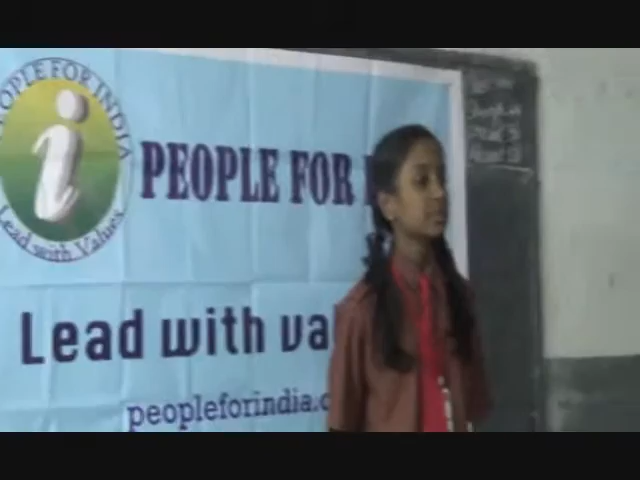 PEOPLE FOR INDIA
Lead with Values
PEOPLE FOR
Lead with va
peopleforindia.c